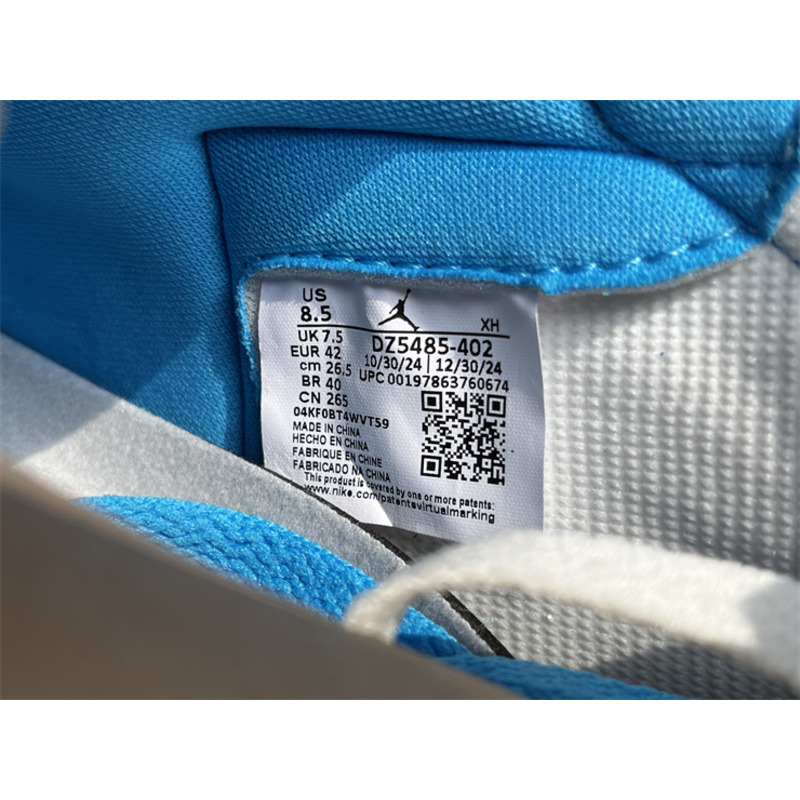 US
8.5
XH
UK 7.5
DZ5485-402
EUR 42
10/30/24 | 12/30/24
cm 26.5
UPC 00197863760674
BR 40
CN 265
04KF0BT4WVT59
MADE IN CHINA
HECHO EN CHINA
FABRIQUE EN CHINE
FABRICADO NA CHINA
This product is covered by one or more patents:
www.nike.com/patentsvirtualmarking